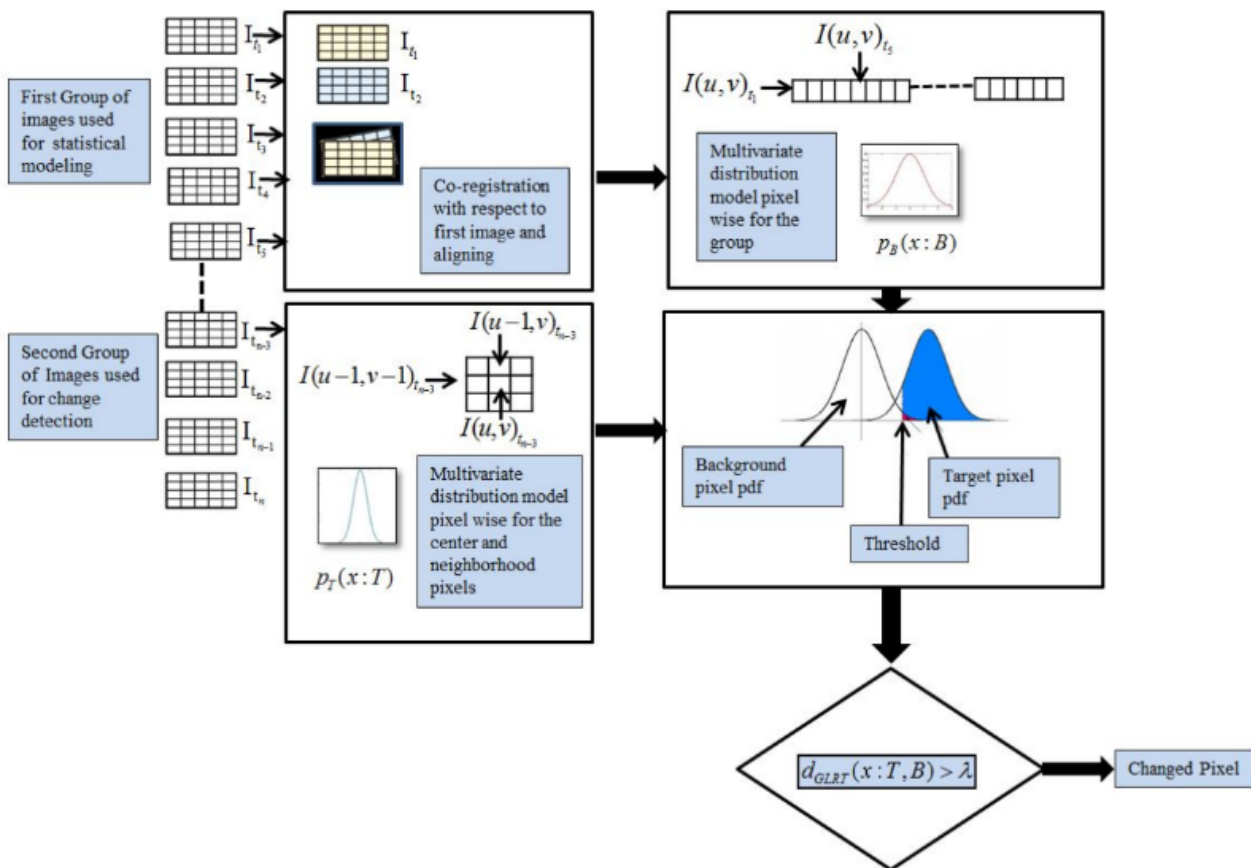 First Group of
images used
for statistical
modeling
I_{t_1}
I_{t_2}
I_{t_3}
I_{t_4}
I_{t_5}
I_{t_1}
I_{t_2}
Co-registration
with respect to
first image and
aligning
I(u,v)_{t_5}
I(u,v)_{t_1}
Multivariate
distribution
model pixel
wise for the
group
p_B(x:B)
Second Group
of Images used
for change
detection
I_{t_{n-3}}
I_{t_{n-2}}
I_{t_{n-1}}
I_{t_n}
I(u−1,v)_{t_{n-3}}
I(u−1,v−1)_{t_{n-3}}
I(u,v)_{t_{n-3}}
p_T(x:T)
Multivariate
distribution model
pixel wise for the
center and
neighborhood
pixels
Background
pixel pdf
Target pixel
pdf
Threshold
d_{GLRT}(x:T,B)>λ
Changed Pixel